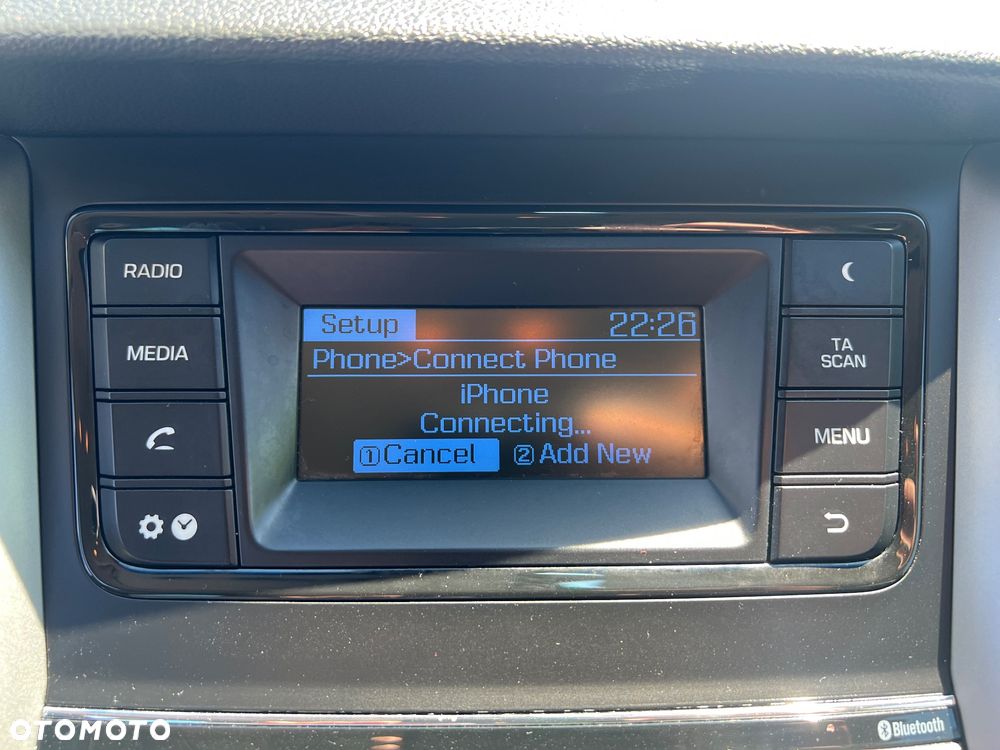 RADIO
MEDIA
Setup 22:26
Phone>Connect Phone
iPhone
Connecting...
①Cancel ②Add New
TA
SCAN
MENU
Bluetooth
OTOMOTO